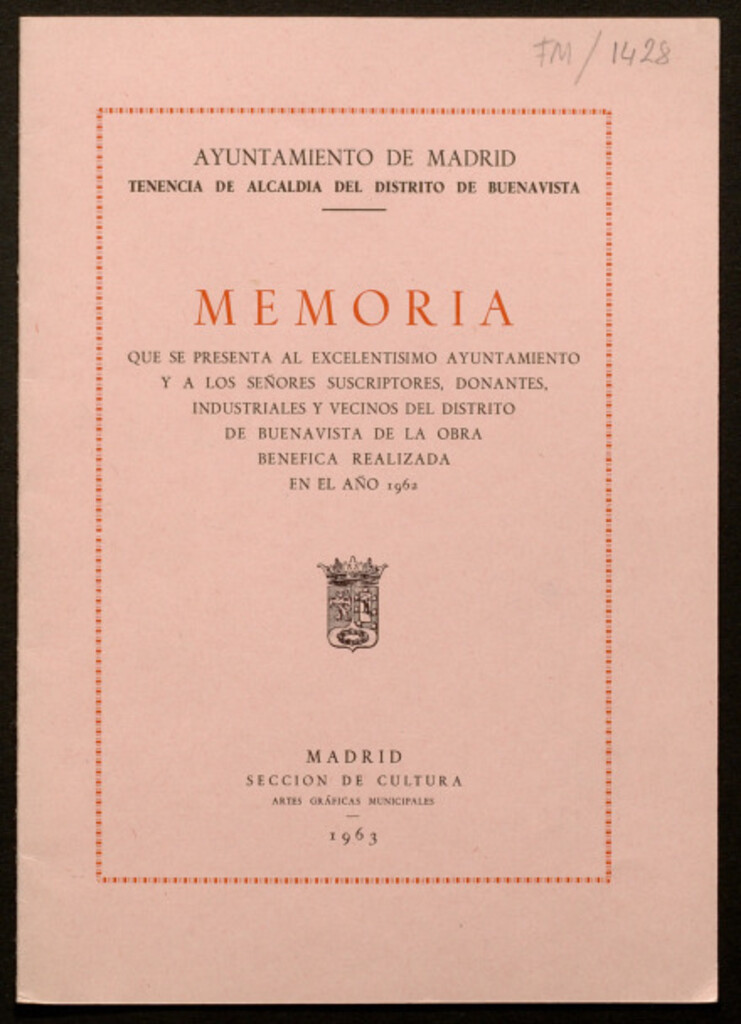 FM/1428
AYUNTAMIENTO DE MADRID
TENENCIA DE ALCALDIA DEL DISTRITO DE BUENAVISTA
MEMORIA
QUE SE PRESENTA AL EXCELENTISIMO AYUNTAMIENTO
Y A LOS SEÑORES SUSCRIPTORES, DONANTES,
INDUSTRIALES Y VECINOS DEL DISTRITO
DE BUENAVISTA DE LA OBRA
BENEFICA REALIZADA
EN EL AÑO 1962
MADRID
SECCION DE CULTURA
ARTES GRÁFICAS MUNICIPALES
1963